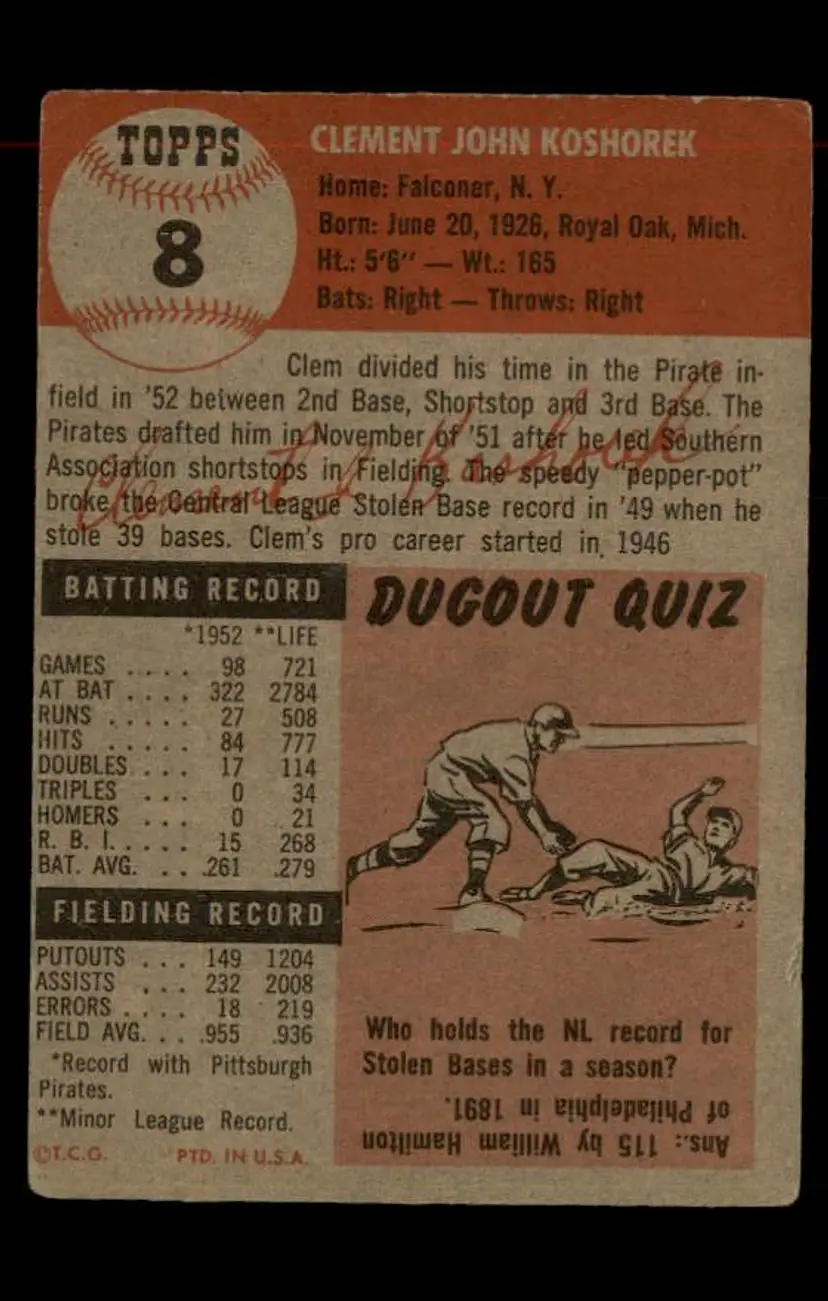 TOPPS
8
CLEMENT JOHN KOSHOREK
Home: Falconer, N. Y.
Born: June 20, 1926, Royal Oak, Mich.
Ht.: 5'6" — Wt.: 165
Bats: Right — Throws: Right
Clem divided his time in the Pirate in-
field in '52 between 2nd Base, Shortstop and 3rd Base. The
Pirates drafted him in November of '51 after he led Southern
Association shortstops in Fielding. The speedy "pepper-pot"
broke the Central League Stolen Base record in '49 when he
stole 39 bases. Clem's pro career started in 1946
Clement J. Koshorek
BATTING RECORD
*1952 **LIFE
GAMES .... 98 721
AT BAT .... 322 2784
RUNS ..... 27 508
HITS ..... 84 777
DOUBLES ... 17 114
TRIPLES ... 0 34
HOMERS ... 0 21
R. B. I. .... 15 268
BAT. AVG. .. .261 .279
FIELDING RECORD
PUTOUTS ... 149 1204
ASSISTS ... 232 2008
ERRORS .... 18 219
FIELD AVG. .. .955 .936
*Record with Pittsburgh
Pirates.
**Minor League Record.
©T.C.G. PTD. IN U.S.A.
DUGOUT QUIZ
Who holds the NL record for
Stolen Bases in a season?
Ans.: 115 by William Hamilton
of Philadelphia in 1891.